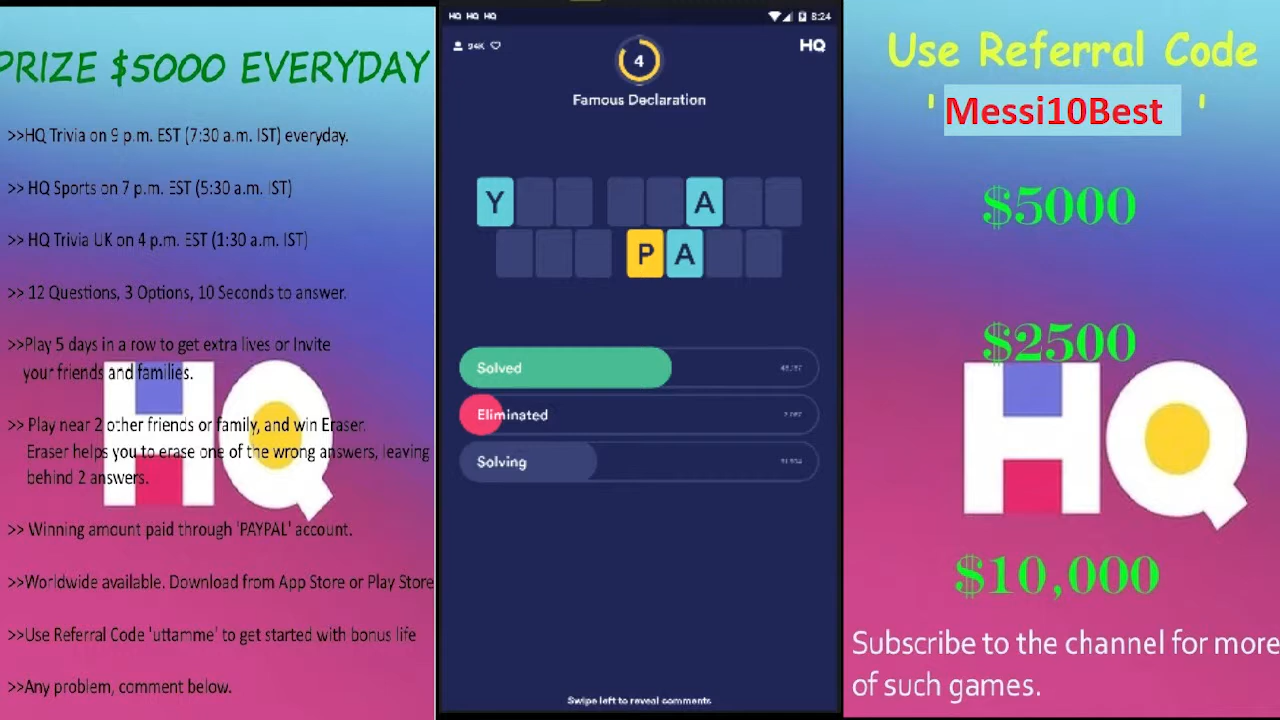 PRIZE $5000 EVERYDAY
>>HQ Trivia on 9 p.m. EST (7:30 a.m. IST) everyday.
>> HQ Sports on 7 p.m. EST (5:30 a.m. IST)
>> HQ Trivia UK on 4 p.m. EST (1:30 a.m. IST)
>> 12 Questions, 3 Options, 10 Seconds to answer.
>>Play 5 days in a row to get extra lives or Invite
your friends and families.
>> Play near 2 other friends or family, and win Eraser.
Eraser helps you to erase one of the wrong answers, leaving
behind 2 answers.
>> Winning amount paid through 'PAYPAL' account.
>>Worldwide available. Download from App Store or Play Store
>>Use Referral Code 'uttamme' to get started with bonus life
>>Any problem, comment below.
HQ
HQ HQ HQ
8:24
94K
HQ
4
Famous Declaration
Y A
P A
Solved
Eliminated
Solving
Swipe left to reveal comments
Use Referral Code
' Messi10Best '
$5000
$2500
HQ
$10,000
Subscribe to the channel for more
of such games.